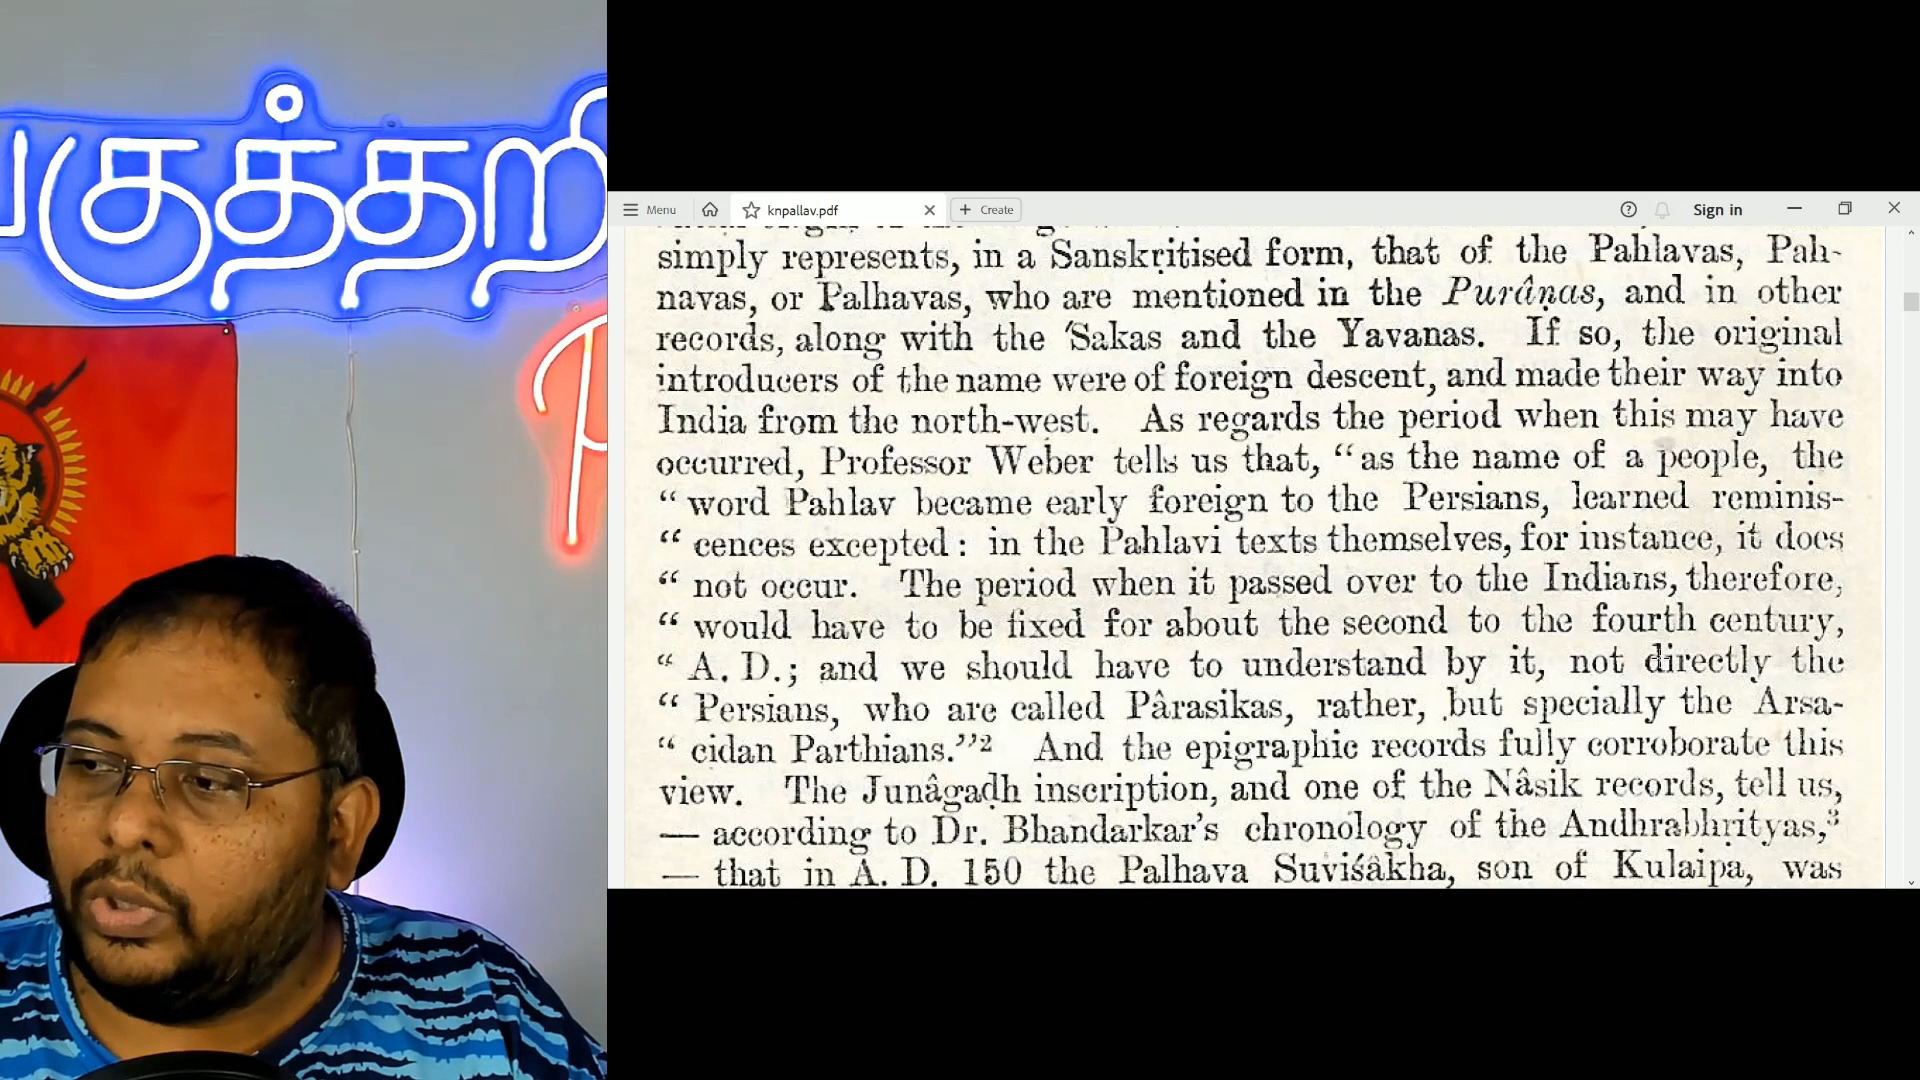 பகுத்தறி
Menu
knpallav.pdf
Create
Sign in
simply represents, in a Sanskṛitised form, that of the Pahlavas, Pah-
navas, or Palhavas, who are mentioned in the Purâṇas, and in other
records, along with the ʻSakas and the Yavanas. If so, the original
introducers of the name were of foreign descent, and made their way into
India from the north-west. As regards the period when this may have
occurred, Professor Weber tells us that, “as the name of a people, the
“ word Pahlav became early foreign to the Persians, learned reminis-
“ cences excepted : in the Pahlavi texts themselves, for instance, it does
“ not occur. The period when it passed over to the Indians, therefore,
“ would have to be fixed for about the second to the fourth century,
“ A. D.; and we should have to understand by it, not directly the
“ Persians, who are called Pârasikas, rather, but specially the Arsa-
“ cidan Parthians.”2 And the epigraphic records fully corroborate this
view. The Junâgaḍh inscription, and one of the Nâsik records, tell us,
— according to Dr. Bhandarkar's chronology of the Andhrabhṛityas,3
— that in A. D. 150 the Palhava Suviśâkha, son of Kulaipa, was